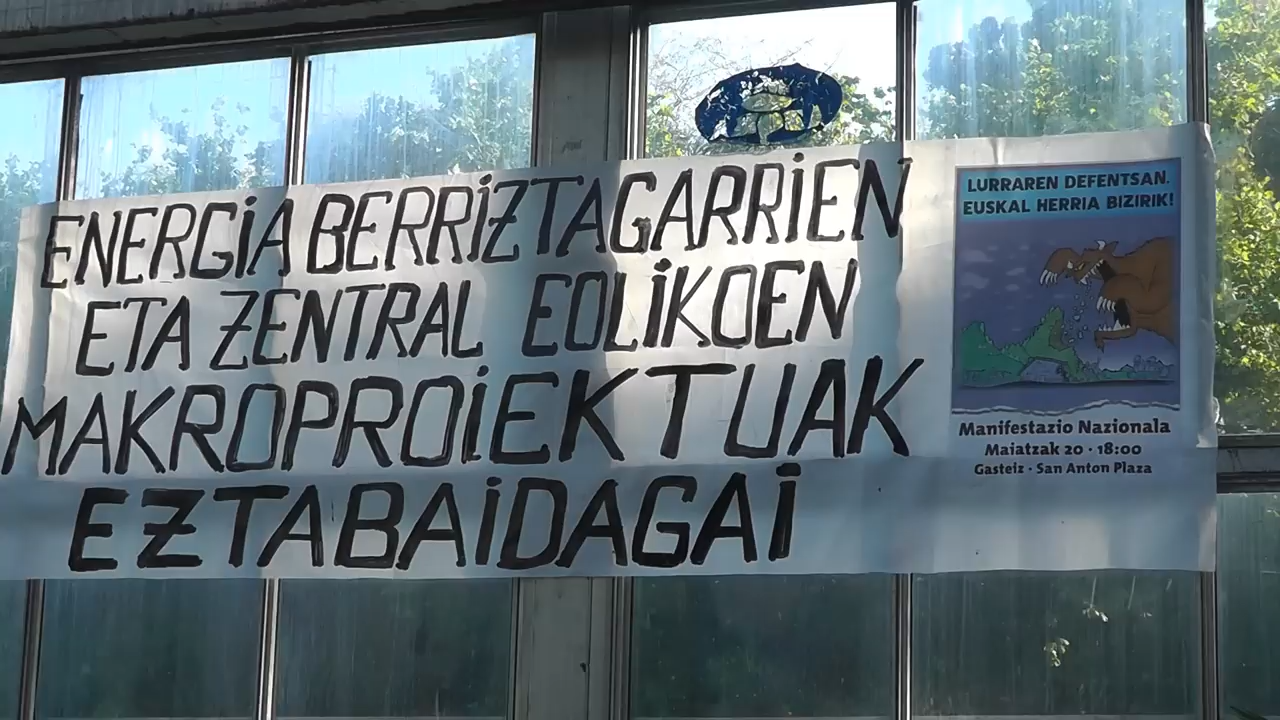 ENERGiA BERRiZTAGARRiEN
ETA ZENTRAL EOLiKOEN
MAKROPROiEKTUAK
EZTABAiDAGAi
LURRAREN DEFENTSAN.
EUSKAL HERRIA BIZIRIK!
Manifestazio Nazionala
Maiatzak 20 · 18:00
Gasteiz · San Anton Plaza